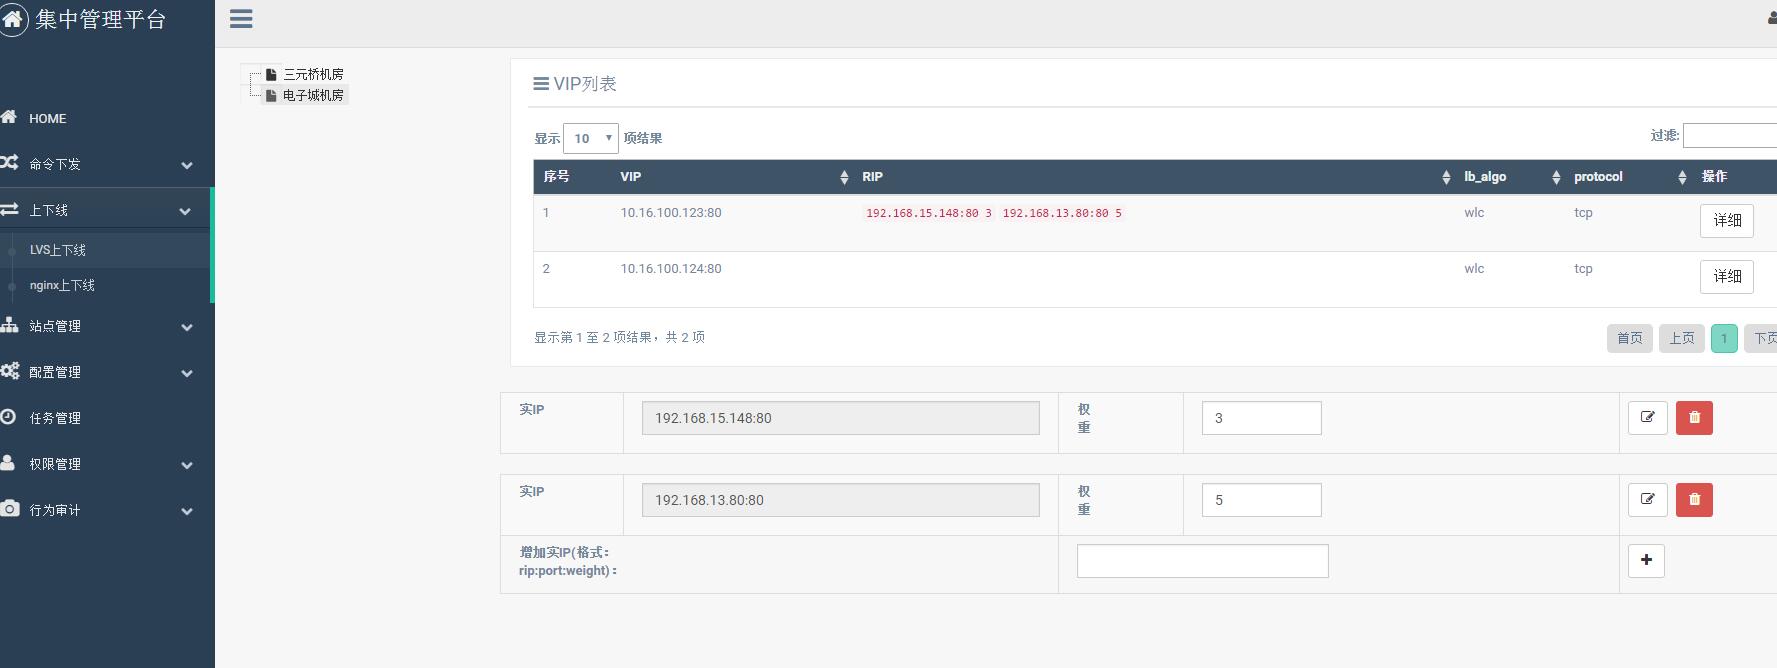 集中管理平台
HOME
命令下发
上下线
LVS上下线
nginx上下线
站点管理
配置管理
任务管理
权限管理
行为审计
三元桥机房
电子城机房
VIP列表
显示 10 项结果
过滤:
序号 VIP RIP lb_algo protocol 操作
1 10.16.100.123:80 192.168.15.148:80 3 192.168.13.80:80 5 wlc tcp 详细
2 10.16.100.124:80 wlc tcp 详细
显示第 1 至 2 项结果，共 2 项
首页 上页 1 下页
实IP 192.168.15.148:80 权重 3
实IP 192.168.13.80:80 权重 5
增加实IP(格式：
rip:port:weight)：